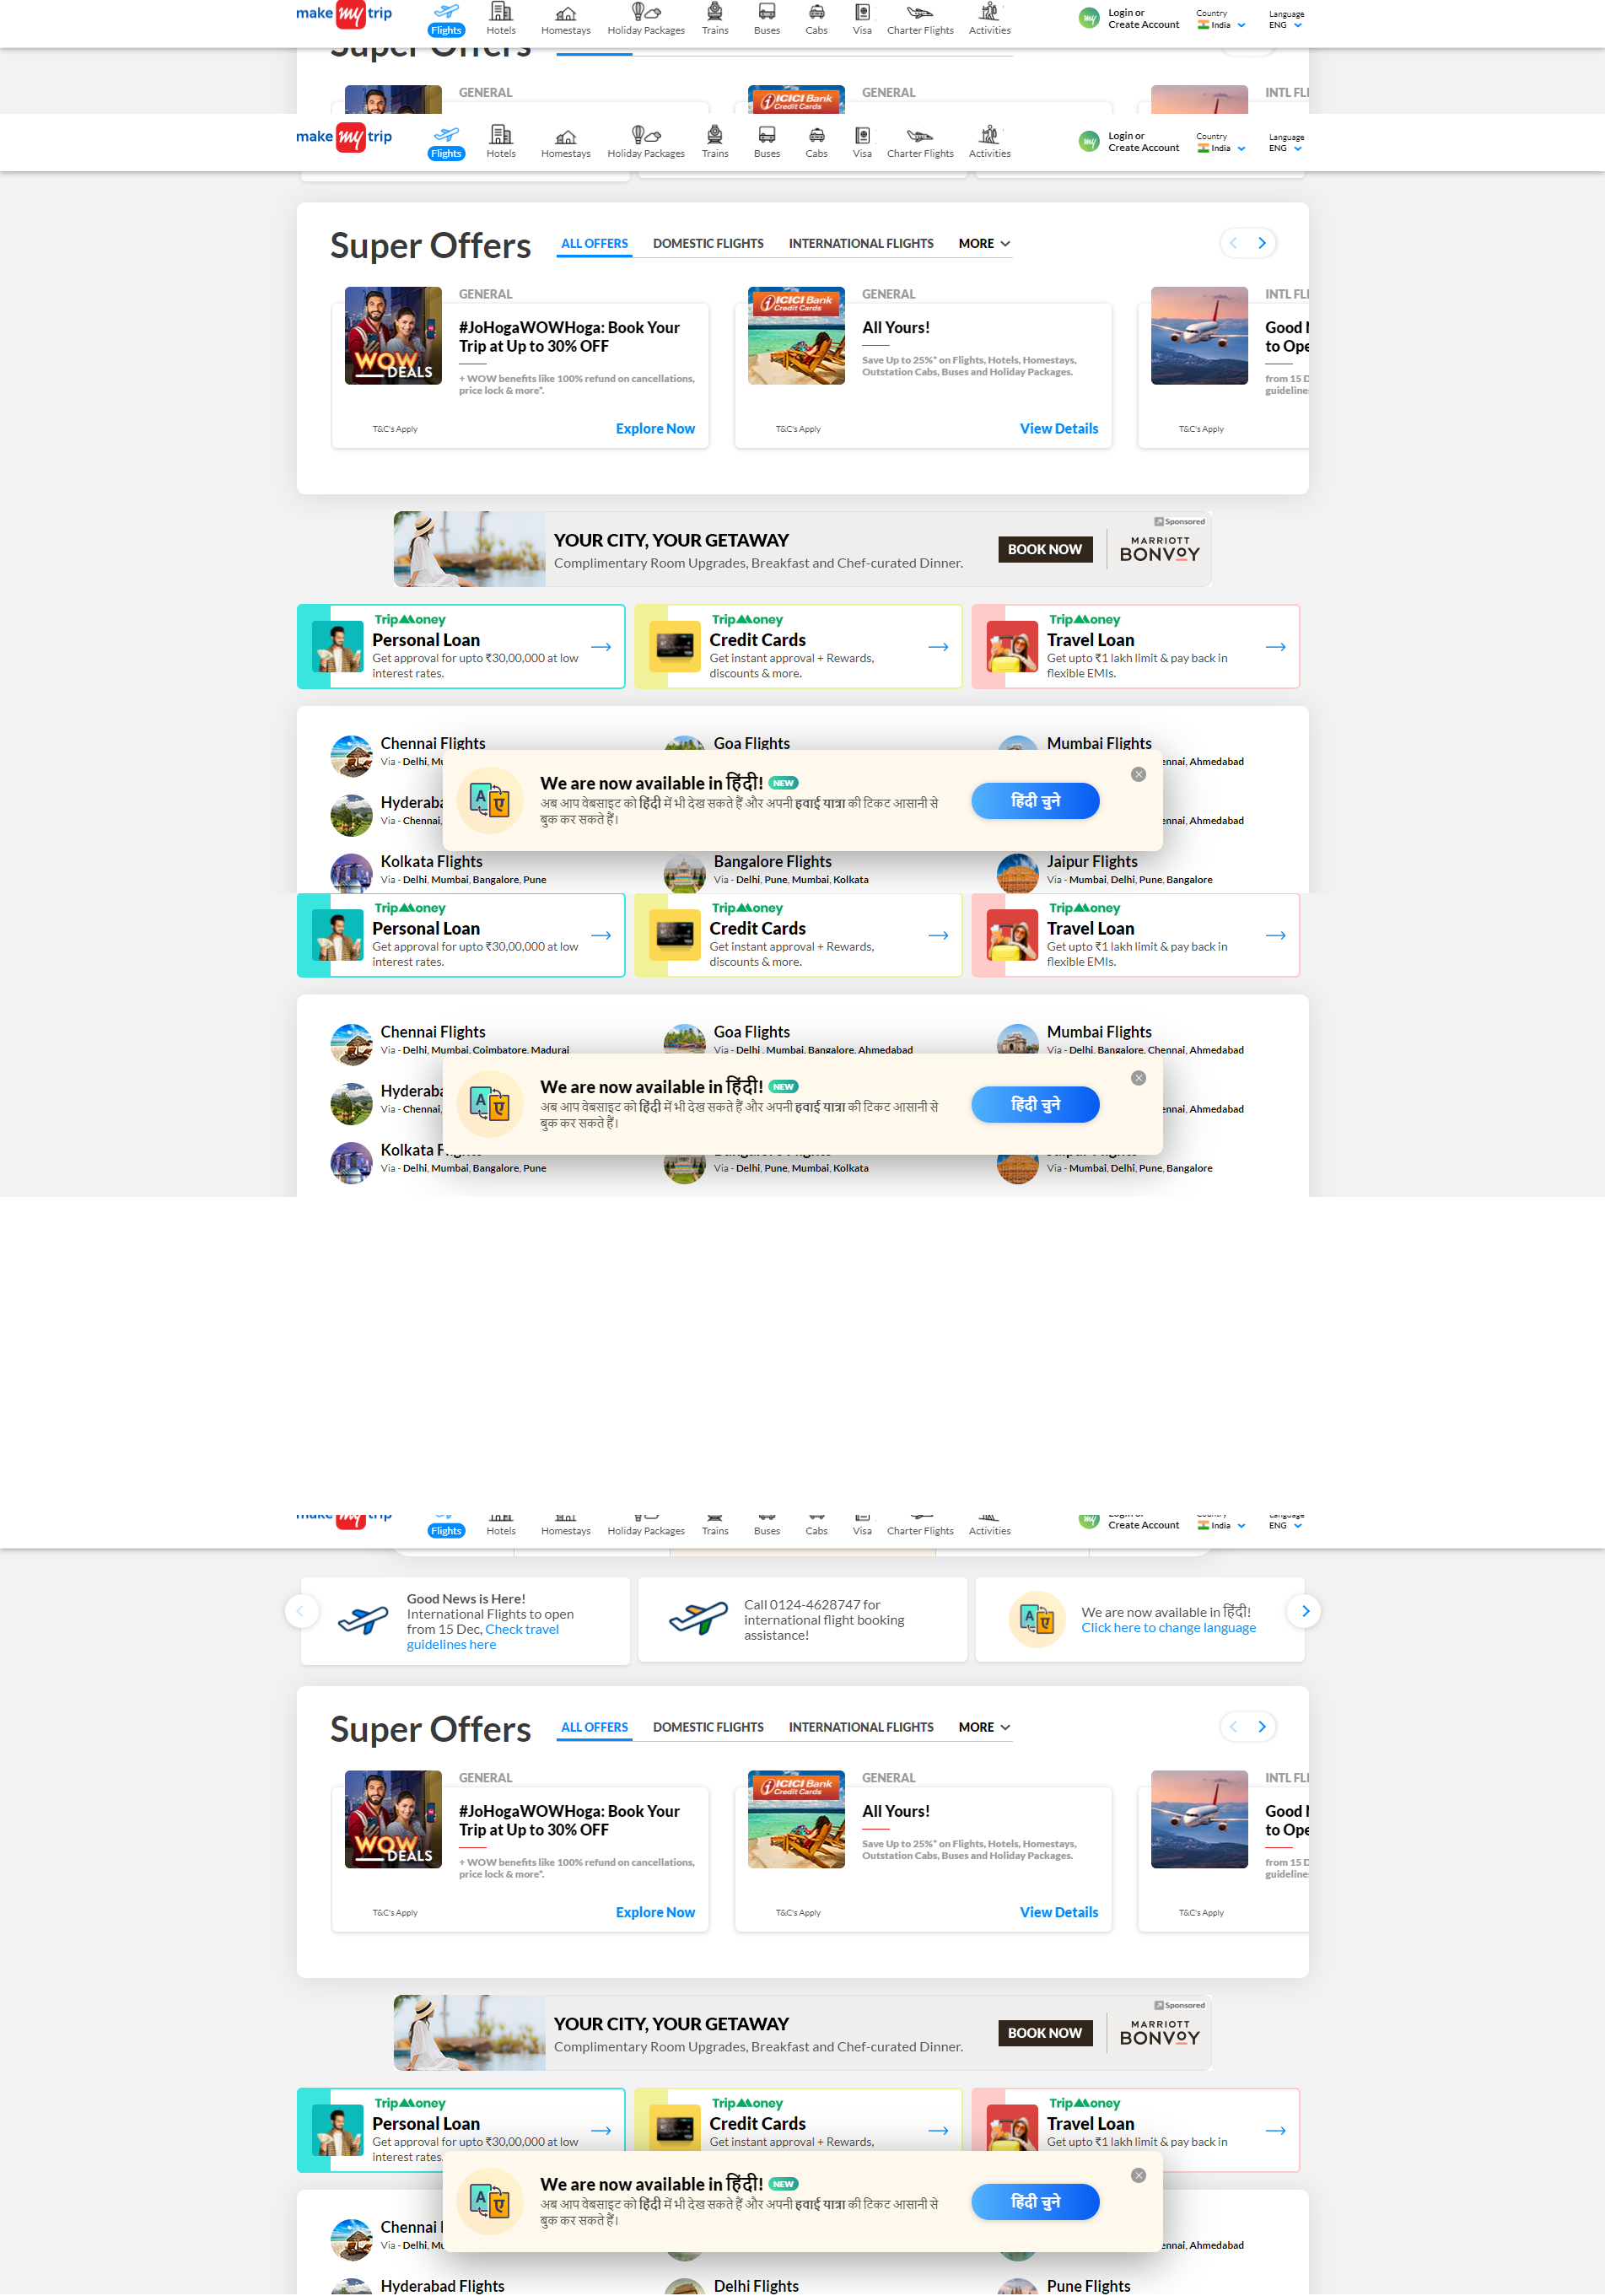 make my trip
Flights Hotels Homestays Holiday Packages Trains Buses Cabs Visa Charter Flights Activities
Login or
Create Account
Country
India
Language
ENG
Super Offers
GENERAL
ICICI Bank
Credit Cards
GENERAL
INTL FLI
make my trip
Flights Hotels Homestays Holiday Packages Trains Buses Cabs Visa Charter Flights Activities
Login or
Create Account
Country
India
Language
ENG
Super Offers
ALL OFFERS DOMESTIC FLIGHTS INTERNATIONAL FLIGHTS MORE
WOW
DEALS
GENERAL
#JoHogaWOWHoga: Book Your
Trip at Up to 30% OFF
+ WOW benefits like 100% refund on cancellations,
price lock & more*.
T&C's Apply
Explore Now
ICICI Bank
Credit Cards
GENERAL
All Yours!
Save Up to 25%* on Flights, Hotels, Homestays,
Outstation Cabs, Buses and Holiday Packages.
T&C's Apply
View Details
INTL FLI
Good
to Ope
from 15 D
guideline
T&C's Apply
YOUR CITY, YOUR GETAWAY
Complimentary Room Upgrades, Breakfast and Chef-curated Dinner.
BOOK NOW
Sponsored
MARRIOTT
BONVOY
TripMoney
Personal Loan
Get approval for upto ₹30,00,000 at low
interest rates.
TripMoney
Credit Cards
Get instant approval + Rewards,
discounts & more.
TripMoney
Travel Loan
Get upto ₹1 lakh limit & pay back in
flexible EMIs.
Chennai Flights
Via - Delhi, Mu
Goa Flights
Mumbai Flights
ennai, Ahmedabad
Hyderaba
Via - Chennai,
ennai, Ahmedabad
We are now available in हिंदी! NEW
अब आप वेबसाइट को हिंदी में भी देख सकते हैं और अपनी हवाई यात्रा की टिकट आसानी से
बुक कर सकते हैं।
हिंदी चुने
Kolkata Flights
Via - Delhi, Mumbai, Bangalore, Pune
Bangalore Flights
Via - Delhi, Pune, Mumbai, Kolkata
Jaipur Flights
Via - Mumbai, Delhi, Pune, Bangalore
TripMoney
Personal Loan
Get approval for upto ₹30,00,000 at low
interest rates.
TripMoney
Credit Cards
Get instant approval + Rewards,
discounts & more.
TripMoney
Travel Loan
Get upto ₹1 lakh limit & pay back in
flexible EMIs.
Chennai Flights
Via - Delhi, Mumbai, Coimbatore, Madurai
Goa Flights
Via - Delhi , Mumbai, Bangalore, Ahmedabad
Mumbai Flights
Via - Delhi, Bangalore, Chennai, Ahmedabad
Hyderaba
Via - Chennai,
ennai, Ahmedabad
We are now available in हिंदी! NEW
अब आप वेबसाइट को हिंदी में भी देख सकते हैं और अपनी हवाई यात्रा की टिकट आसानी से
बुक कर सकते हैं।
हिंदी चुने
Kolkata
Via - Delhi, Mumbai, Bangalore, Pune
Via - Delhi, Pune, Mumbai, Kolkata
Via - Mumbai, Delhi, Pune, Bangalore
make my trip
Flights Hotels Homestays Holiday Packages Trains Buses Cabs Visa Charter Flights Activities
Create Account
India
Language
ENG
Good News is Here!
International Flights to open
from 15 Dec, Check travel
guidelines here
Call 0124-4628747 for
international flight booking
assistance!
We are now available in हिंदी!
Click here to change language
Super Offers
ALL OFFERS DOMESTIC FLIGHTS INTERNATIONAL FLIGHTS MORE
WOW
DEALS
GENERAL
#JoHogaWOWHoga: Book Your
Trip at Up to 30% OFF
+ WOW benefits like 100% refund on cancellations,
price lock & more*.
T&C's Apply
Explore Now
ICICI Bank
Credit Cards
GENERAL
All Yours!
Save Up to 25%* on Flights, Hotels, Homestays,
Outstation Cabs, Buses and Holiday Packages.
T&C's Apply
View Details
INTL FLI
Good
to Ope
from 15 D
guideline
T&C's Apply
YOUR CITY, YOUR GETAWAY
Complimentary Room Upgrades, Breakfast and Chef-curated Dinner.
BOOK NOW
Sponsored
MARRIOTT
BONVOY
TripMoney
Personal Loan
Get approval for upto ₹30,00,000 at low
interest rates.
TripMoney
Credit Cards
Get instant approval + Rewards,
TripMoney
Travel Loan
Get upto ₹1 lakh limit & pay back in
We are now available in हिंदी! NEW
अब आप वेबसाइट को हिंदी में भी देख सकते हैं और अपनी हवाई यात्रा की टिकट आसानी से
बुक कर सकते हैं।
हिंदी चुने
Chennai
Via - Delhi, Mu
ennai, Ahmedabad
Hyderabad Flights
Delhi Flights
Pune Flights